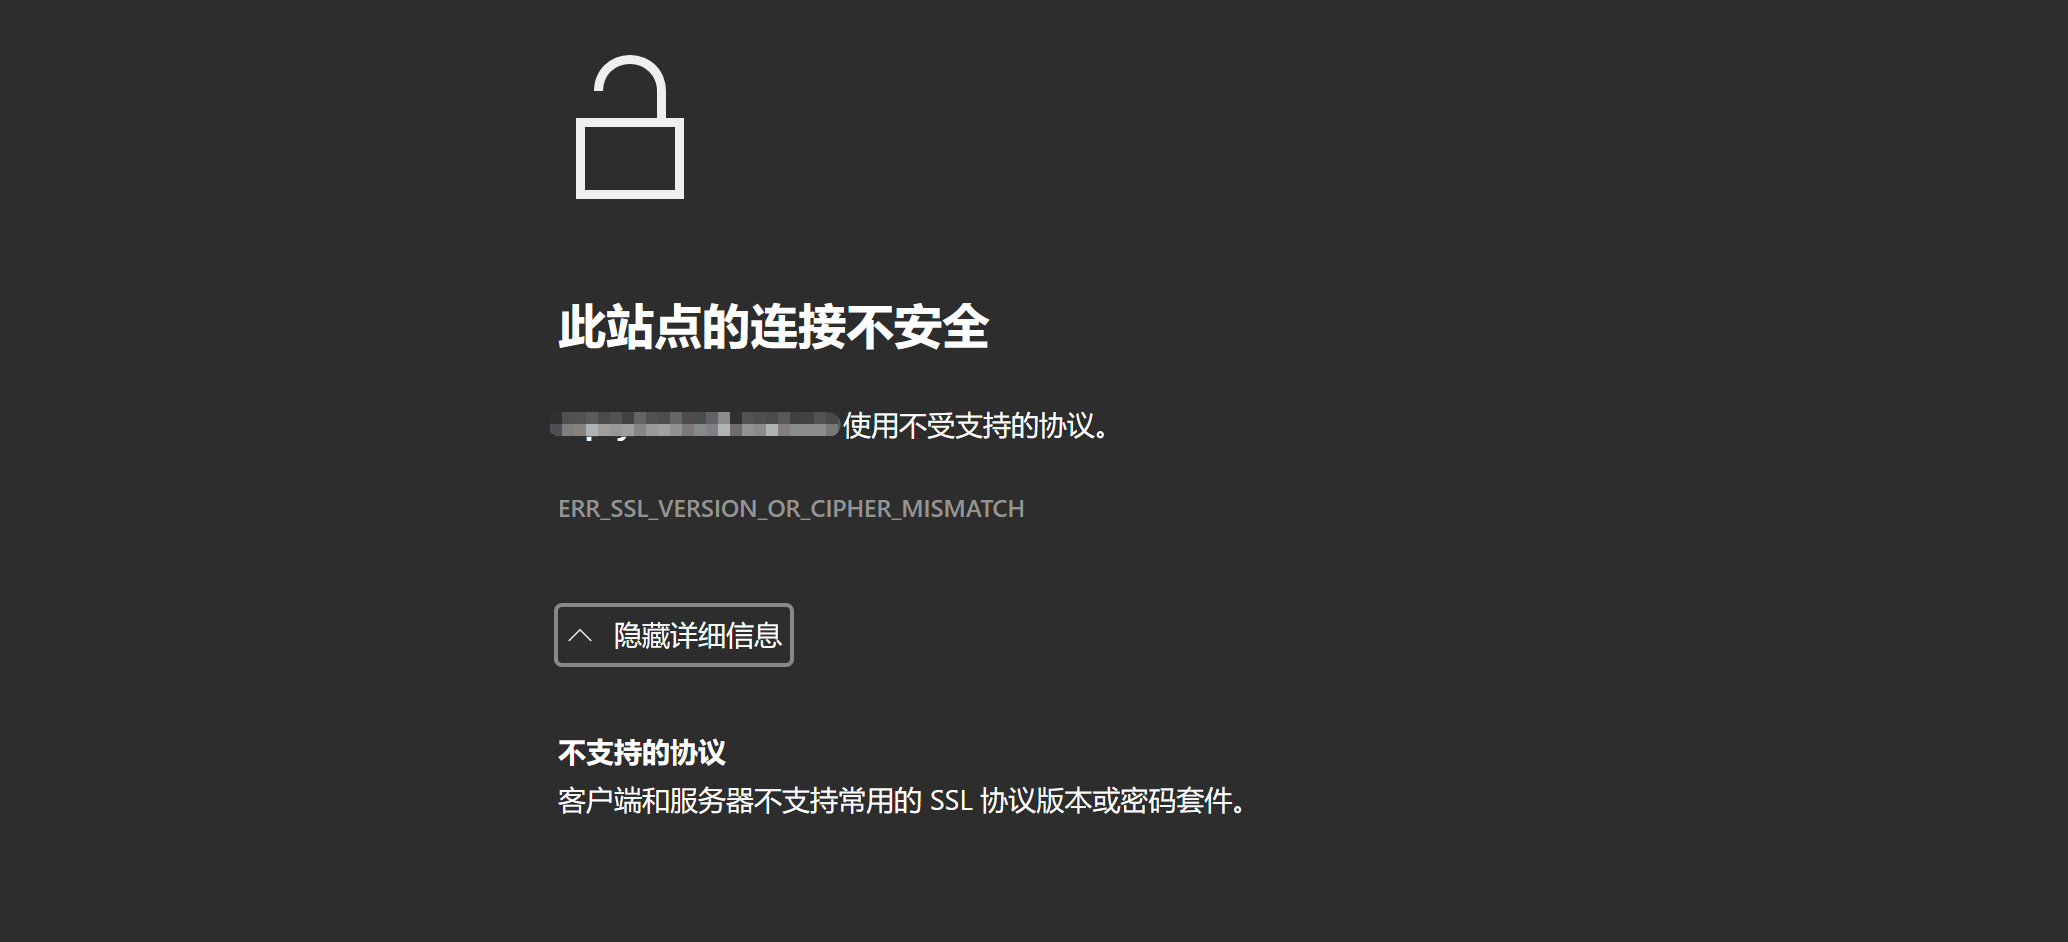 此站点的连接不安全
使用不受支持的协议。
ERR_SSL_VERSION_OR_CIPHER_MISMATCH
隐藏详细信息
不支持的协议
客户端和服务器不支持常用的 SSL 协议版本或密码套件。